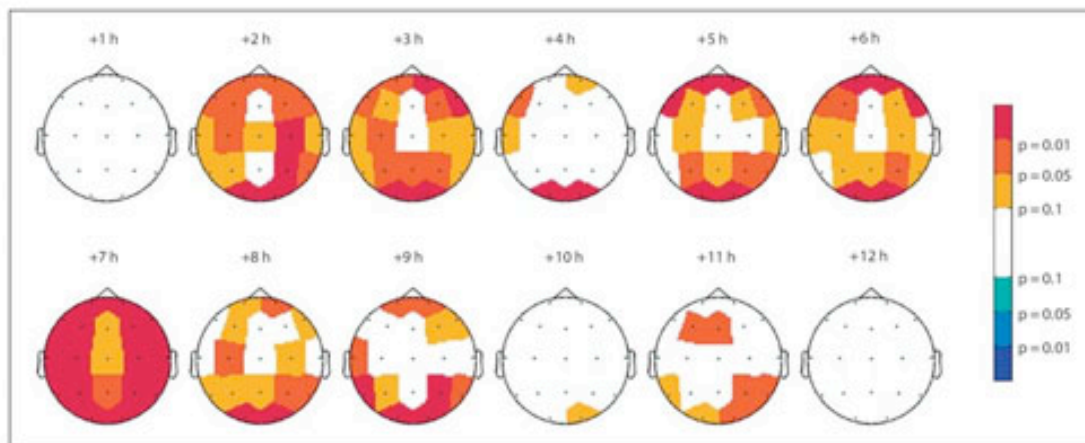 +1 h +2 h +3 h +4 h +5 h +6 h
p = 0.01
p = 0.05
p = 0.1
+7 h +8 h +9 h +10 h +11 h +12 h
p = 0.1
p = 0.05
p = 0.01